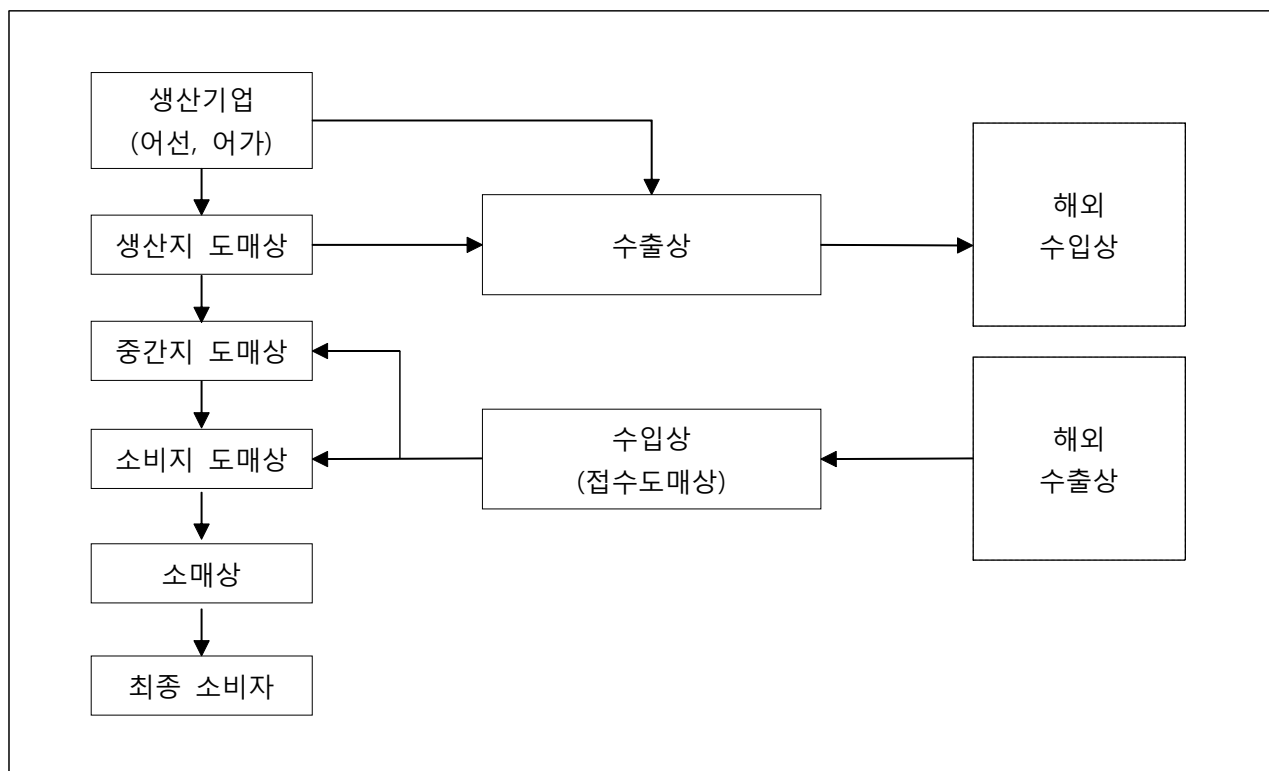 생산기업
(어선, 어가)
생산지 도매상
수출상
해외
수입상
중간지 도매상
소비지 도매상
수입상
(접수도매상)
해외
수출상
소매상
최종 소비자